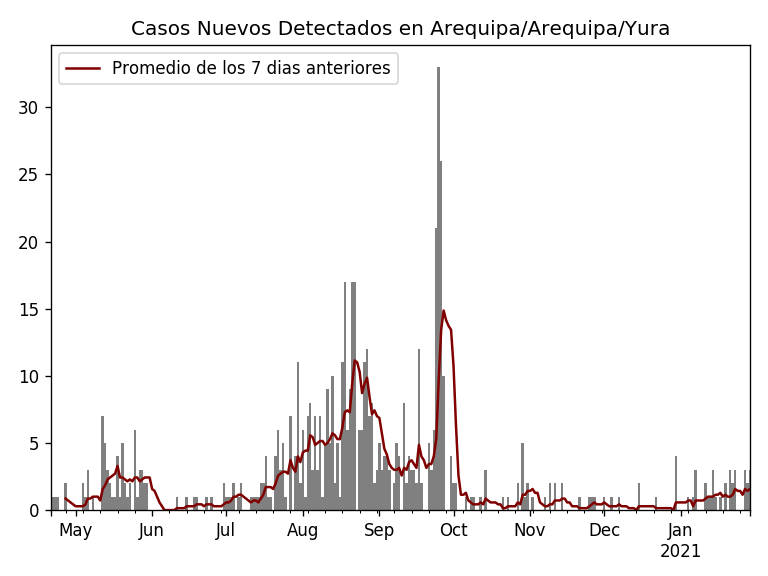 Casos Nuevos Detectados en Arequipa/Arequipa/Yura
Promedio de los 7 dias anteriores
30
25
20
15
10
5
0
May Jun Jul Aug Sep Oct Nov Dec Jan
2021